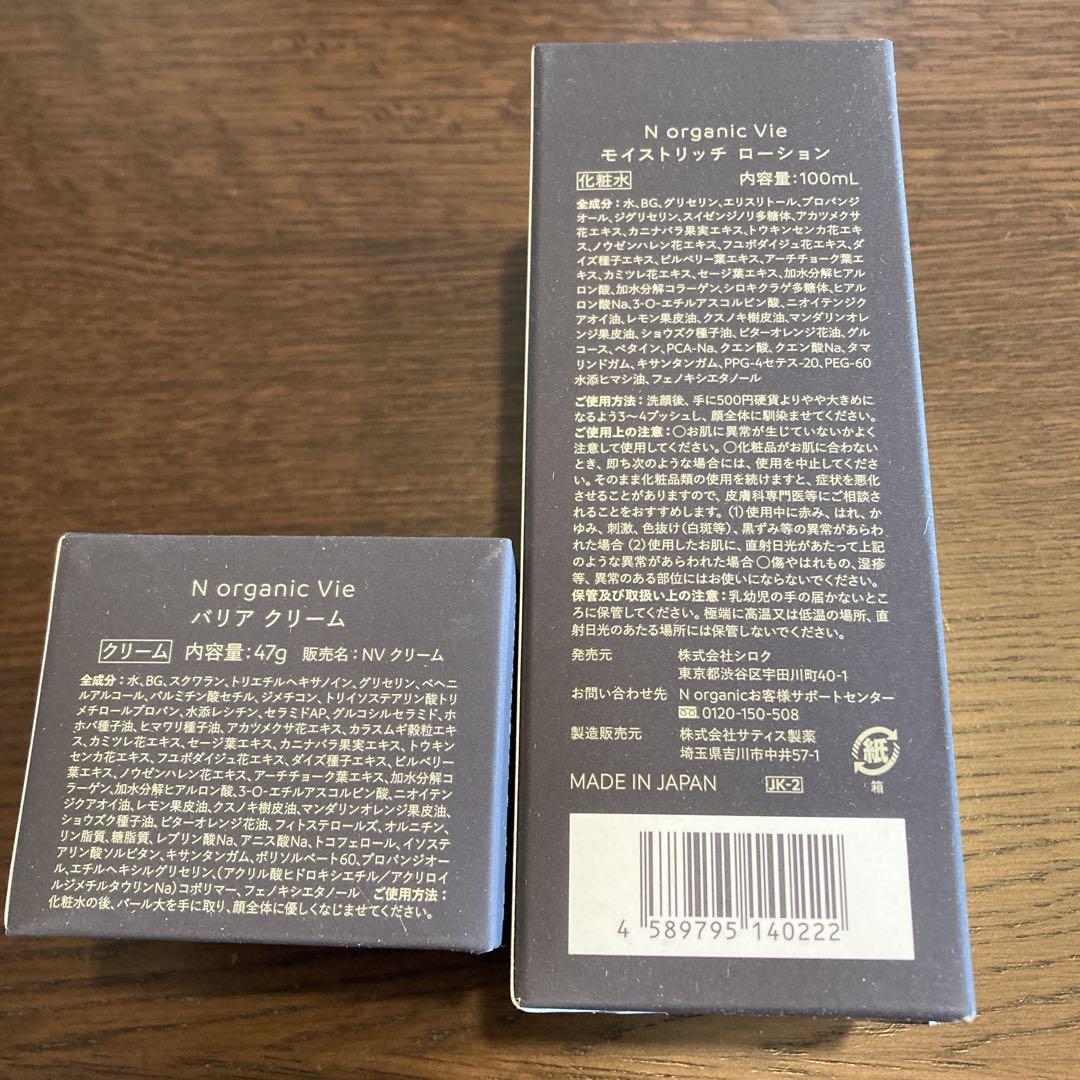 N organic Vie
モイストリッチ ローション
化粧水 内容量:100mL
全成分:水、BG、グリセリン、エリスリトール、プロパンジ
オール、ジグリセリン、スイゼンジノリ多糖体、アカツメクサ
花エキス、カニナバラ果実エキス、トウキンセンカ花エキ
ス、ノウゼンハレン花エキス、フユボダイジュ花エキス、ダ
イズ種子エキス、ビルベリー葉エキス、アーチチョーク葉エ
キス、カミツレ花エキス、セージ葉エキス、加水分解ヒアル
ロン酸、加水分解コラーゲン、シロキクラゲ多糖体、ヒアル
ロン酸Na、3-O-エチルアスコルビン酸、ニオイテンジク
アオイ油、レモン果皮油、クスノキ樹皮油、マンダリンオレ
ンジ果皮油、ショウズク種子油、ビターオレンジ花油、グル
コース、ベタイン、PCA-Na、クエン酸、クエン酸Na、タマ
リンドガム、キサンタンガム、PPG-4セテス-20、PEG-60
水添ヒマシ油、フェノキシエタノール
ご使用方法:洗顔後、手に500円硬貨よりやや大きめに
なるよう3〜4プッシュし、顔全体に馴染ませてください。
ご使用上の注意:〇お肌に異常が生じていないかよく
注意して使用してください。〇化粧品がお肌に合わない
とき、即ち次のような場合には、使用を中止してくださ
い。そのまま化粧品類の使用を続けますと、症状を悪化
させることがありますので、皮膚科専門医等にご相談さ
れることをおすすめします。(1)使用中に赤み、はれ、か
ゆみ、刺激、色抜け(白斑等)、黒ずみ等の異常があらわ
れた場合 (2)使用したお肌に、直射日光があたって上記
のような異常があらわれた場合〇傷やはれもの、湿疹
等、異常のある部位にはお使いにならないでください。
保管及び取扱い上の注意:乳幼児の手の届かないとこ
ろに保管してください。極端に高温又は低温の場所、直
射日光のあたる場所には保管しないでください。
発売元 株式会社シロク
東京都渋谷区宇田川町40-1
お問い合わせ先 N organicお客様サポートセンター
0120-150-508
製造販売元 株式会社サティス製薬
埼玉県吉川市中井57-1
紙
箱
MADE IN JAPAN JK-2
4 589795 140222
N organic Vie
バリア クリーム
クリーム 内容量:47g 販売名:NV クリーム
全成分:水、BG、スクワラン、トリエチルヘキサノイン、グリセリン、ベヘニ
ルアルコール、パルミチン酸セチル、ジメチコン、トリイソステアリン酸トリ
メチロールプロパン、水添レシチン、セラミドAP、グルコシルセラミド、ホ
ホバ種子油、ヒマワリ種子油、アカツメクサ花エキス、カラスムギ穀粒エキ
ス、カミツレ花エキス、セージ葉エキス、カニナバラ果実エキス、トウキン
センカ花エキス、フユボダイジュ花エキス、ダイズ種子エキス、ビルベリー
葉エキス、ノウゼンハレン花エキス、アーチチョーク葉エキス、加水分解コ
ラーゲン、加水分解ヒアルロン酸、3-O-エチルアスコルビン酸、ニオイテン
ジクアオイ油、レモン果皮油、クスノキ樹皮油、マンダリンオレンジ果皮油、
ショウズク種子油、ビターオレンジ花油、フィトステロールズ、オルニチン、
リン脂質、糖脂質、レブリン酸Na、アニス酸Na、トコフェロール、イソステ
アリン酸ソルビタン、キサンタンガム、ポリソルベート60、プロパンジオー
ル、エチルヘキシルグリセリン、(アクリル酸ヒドロキシエチル/アクリロイ
ルジメチルタウリンNa)コポリマー、フェノキシエタノール ご使用方法:
化粧水の後、パール大を手に取り、顔全体に優しくなじませてください。